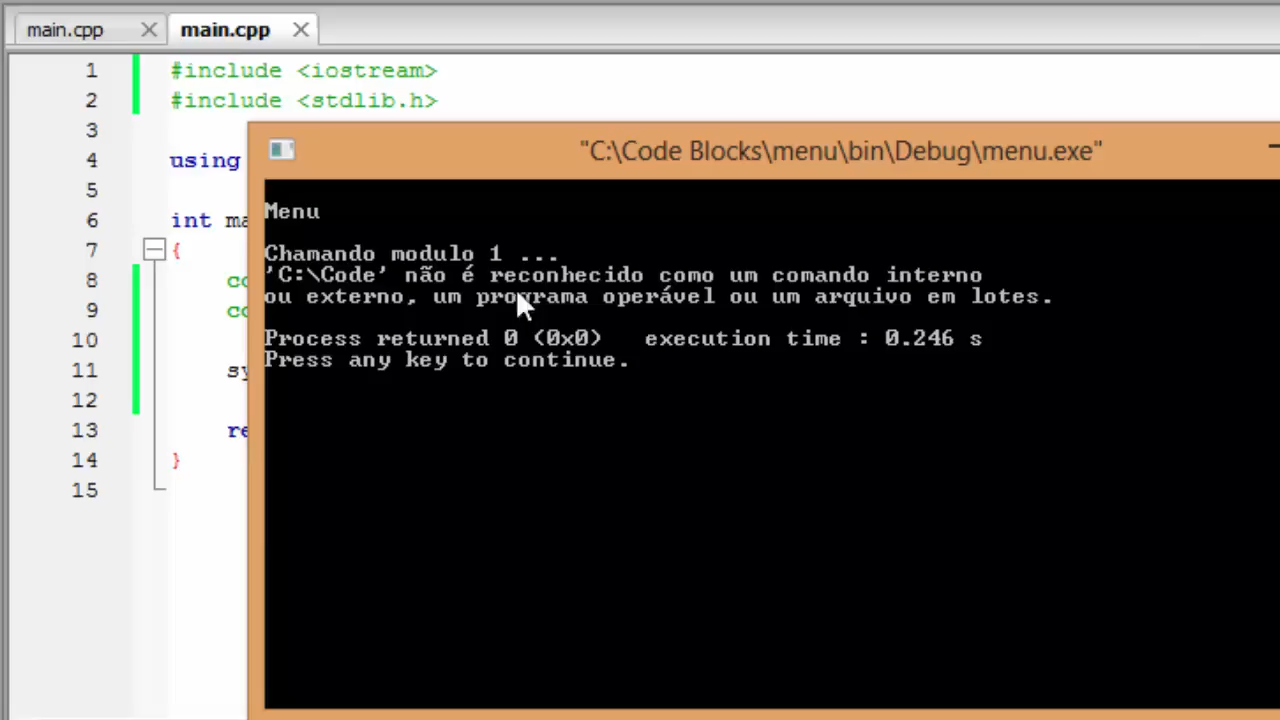 main.cpp main.cpp
1 #include <iostream>
2 #include <stdlib.h>
3
4 using
5
6 int
7 {
8
9
10
11
12
13
14 }
15
"C:\Code Blocks\menu\bin\Debug\menu.exe"
Menu
Chamando modulo 1 ...
'C:\Code' não é reconhecido como um comando interno
ou externo, um programa operável ou um arquivo em lotes.
Process returned 0 (0x0) execution time : 0.246 s
Press any key to continue.